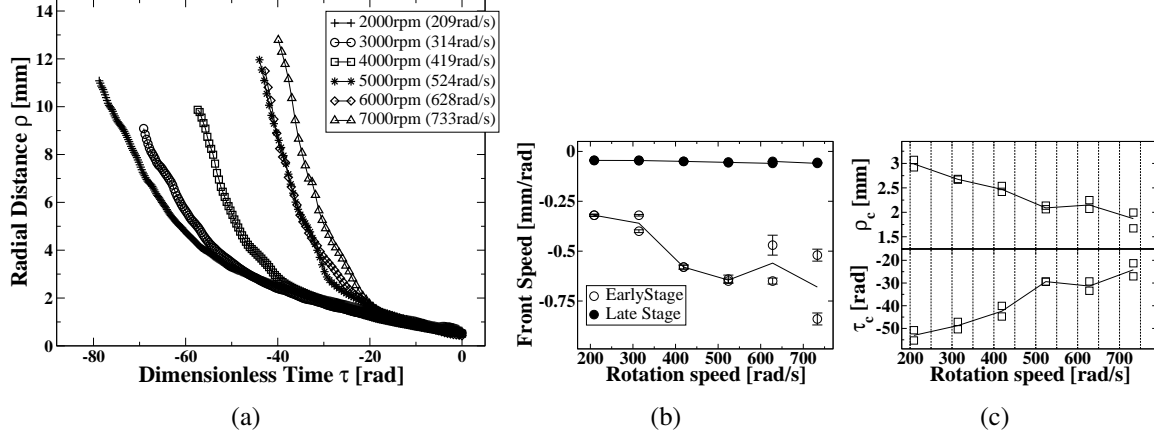 14
12
10
8
6
4
2
0
Radial Distance ρ [mm]
-80
-60
-40
-20
0
Dimensionless Time τ [rad]
2000rpm (209rad/s)
3000rpm (314rad/s)
4000rpm (419rad/s)
5000rpm (524rad/s)
6000rpm (628rad/s)
7000rpm (733rad/s)
(a)
0
-0.25
-0.5
-0.75
Front Speed [mm/rad]
EarlyStage
Late Stage
200 300 400 500 600 700
Rotation speed [rad/s]
(b)
3
2.5
2
1.5
ρc [mm]
-20
-30
-40
-50
τc [rad]
200 300 400 500 600 700
Rotation speed [rad/s]
(c)